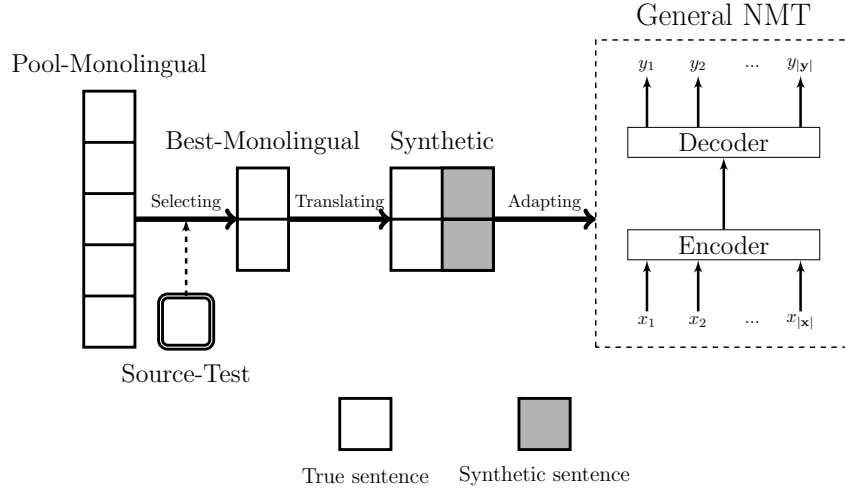 General NMT
Pool-Monolingual
y₁ y₂ ... y|𝐲|
Best-Monolingual Synthetic
Decoder
Selecting Translating Adapting
Encoder
x₁ x₂ ... x|𝐱|
Source-Test
True sentence Synthetic sentence